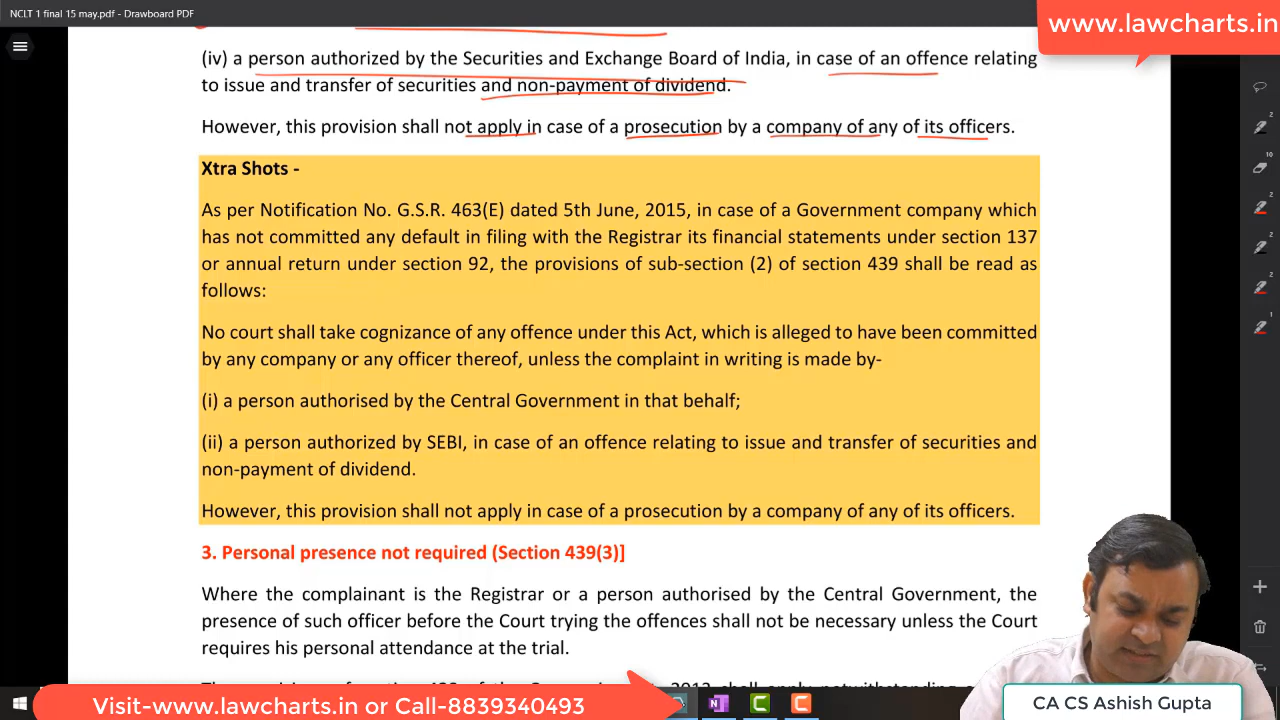 NCLT 1 final 15 may.pdf - Drawboard PDF
www.lawcharts.in
(iv) a person authorized by the Securities and Exchange Board of India, in case of an offence relating
to issue and transfer of securities and non-payment of dividend.
However, this provision shall not apply in case of a prosecution by a company of any of its officers.
Xtra Shots -
As per Notification No. G.S.R. 463(E) dated 5th June, 2015, in case of a Government company which
has not committed any default in filing with the Registrar its financial statements under section 137
or annual return under section 92, the provisions of sub-section (2) of section 439 shall be read as
follows:
No court shall take cognizance of any offence under this Act, which is alleged to have been committed
by any company or any officer thereof, unless the complaint in writing is made by-
(i) a person authorised by the Central Government in that behalf;
(ii) a person authorized by SEBI, in case of an offence relating to issue and transfer of securities and
non-payment of dividend.
However, this provision shall not apply in case of a prosecution by a company of any of its officers.
3. Personal presence not required (Section 439(3)]
Where the complainant is the Registrar or a person authorised by the Central Government, the
presence of such officer before the Court trying the offences shall not be necessary unless the Court
requires his personal attendance at the trial.
Visit-www.lawcharts.in or Call-8839340493
CA CS Ashish Gupta